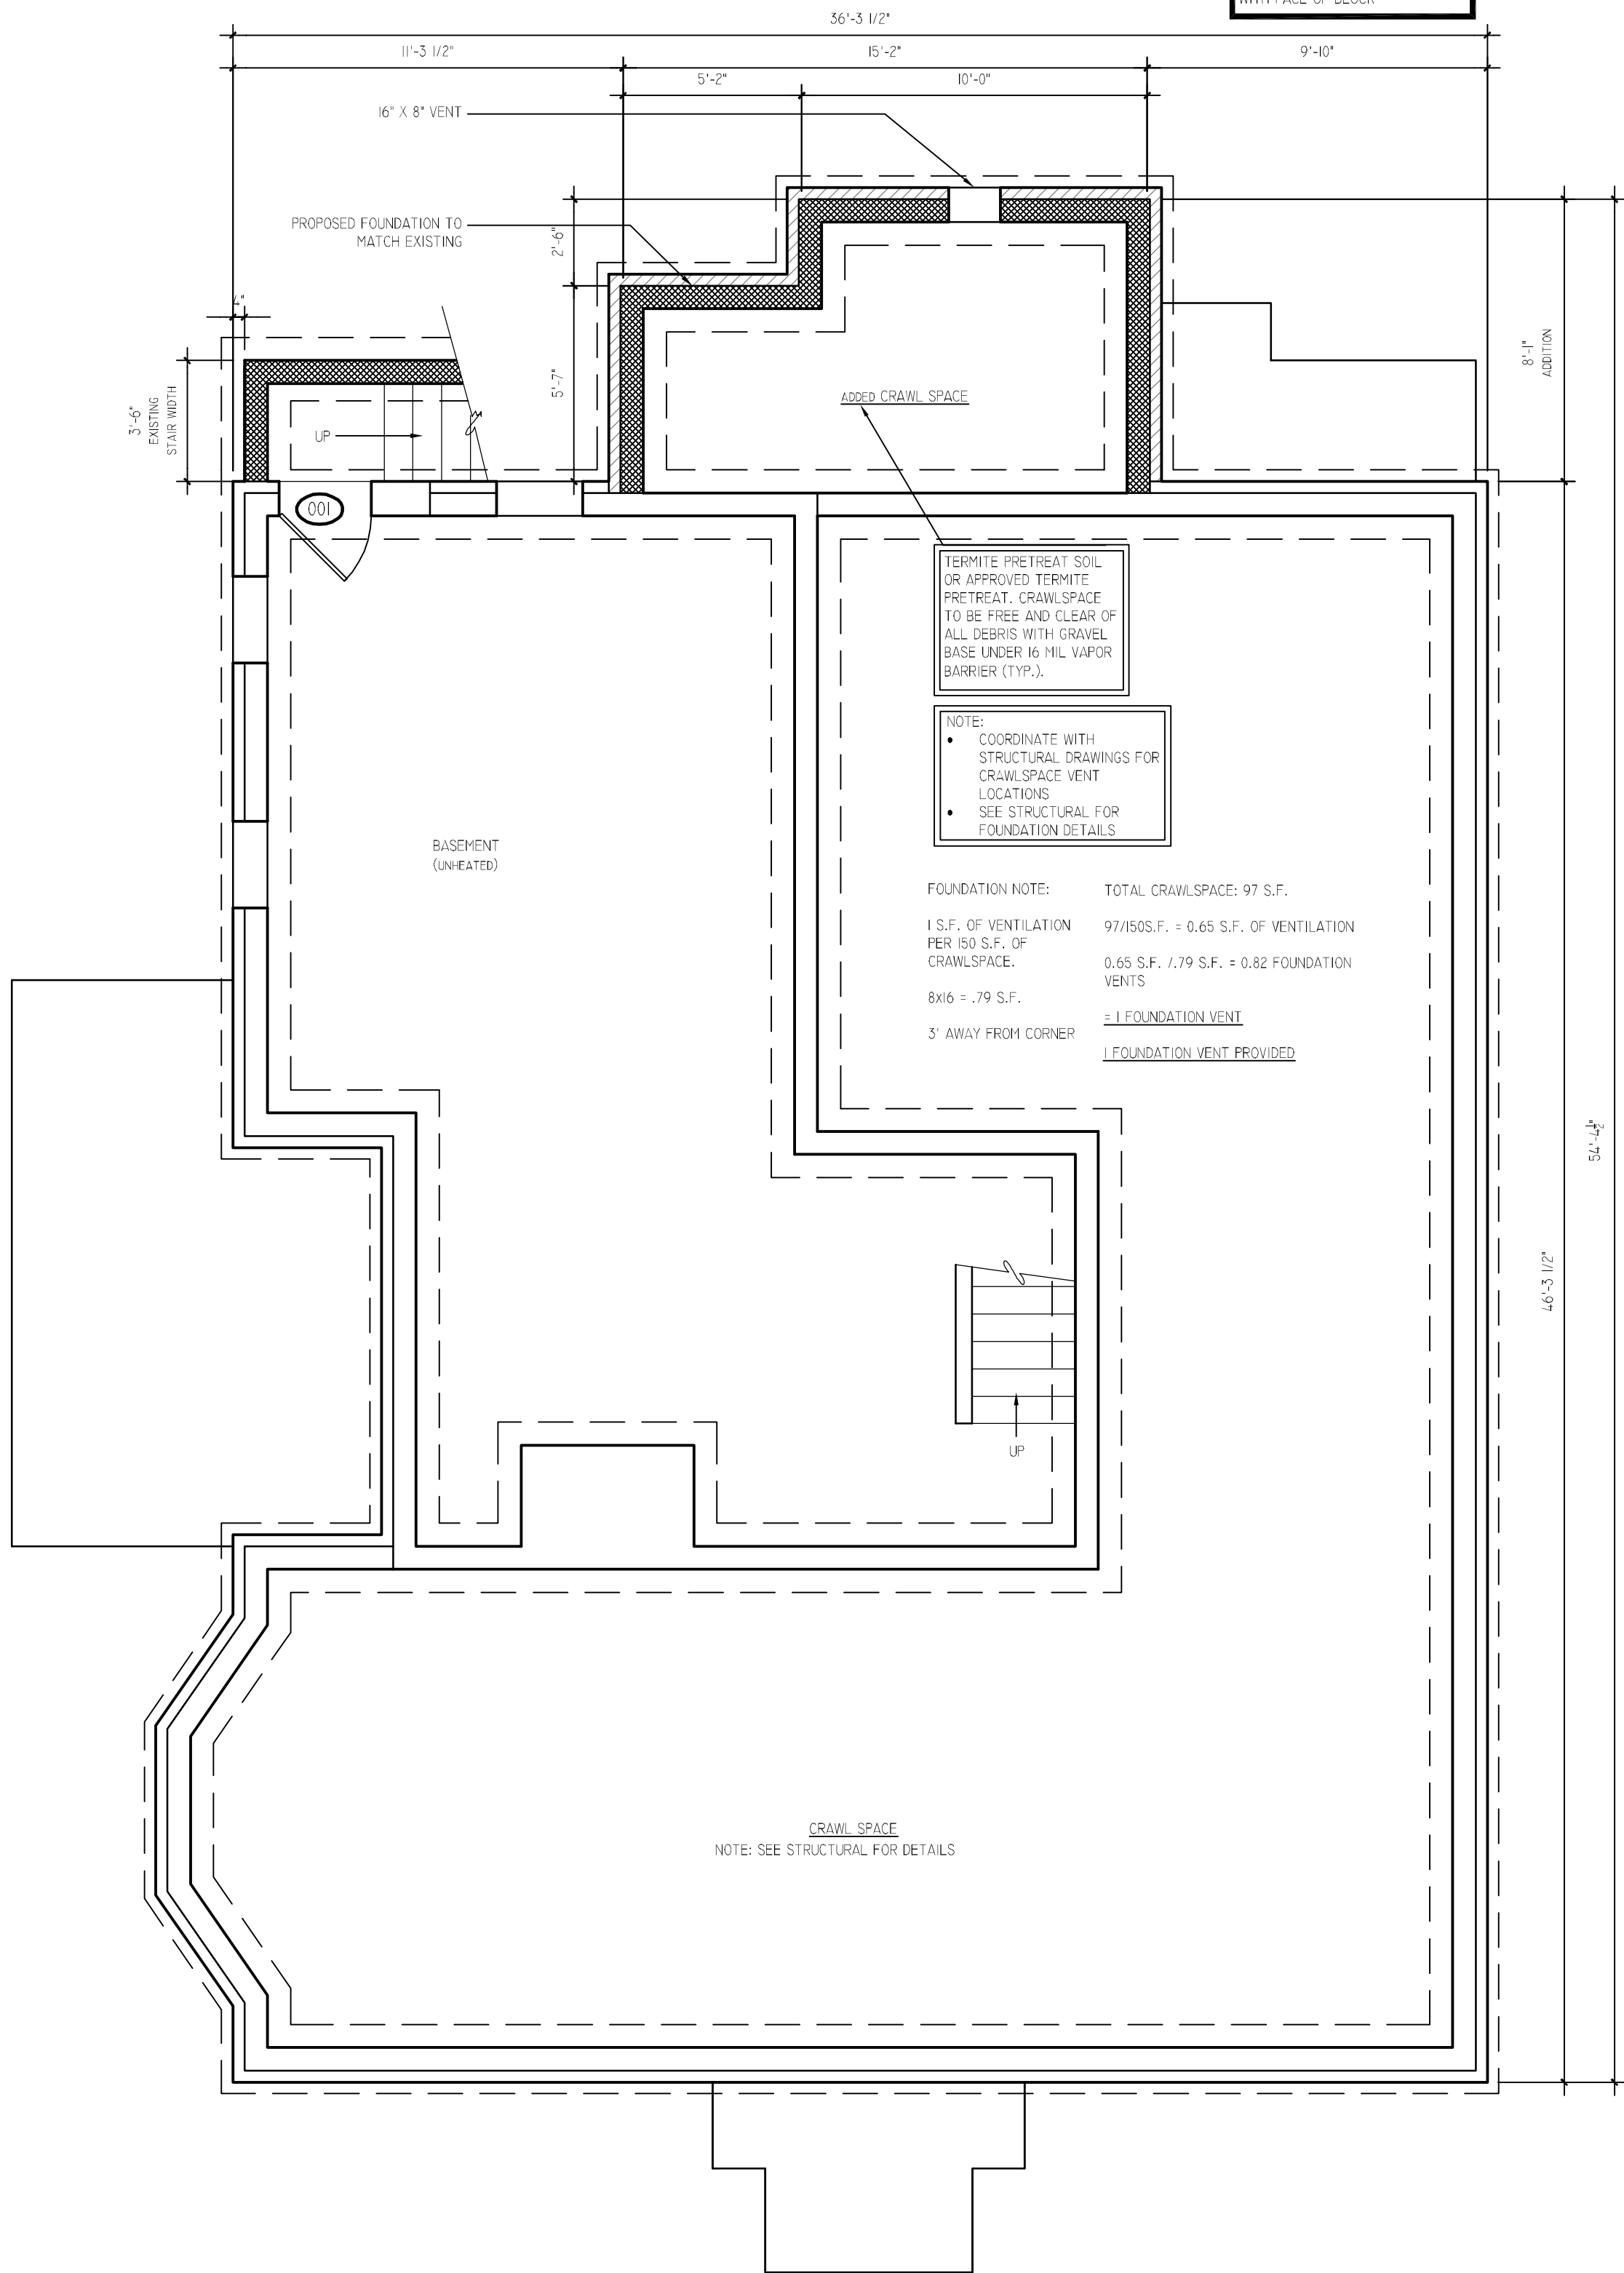 36'-3 1/2"
11'-3 1/2"
15'-2"
9'-10"
5'-2"
10'-0"
16" X 8" VENT
PROPOSED FOUNDATION TO
MATCH EXISTING
2'-6"
5'-7"
4"
3'-6"
EXISTING
STAIR WIDTH
UP
001
ADDED CRAWL SPACE
8'-1"
ADDITION
TERMITE PRETREAT SOIL
OR APPROVED TERMITE
PRETREAT. CRAWLSPACE
TO BE FREE AND CLEAR OF
ALL DEBRIS WITH GRAVEL
BASE UNDER 16 MIL VAPOR
BARRIER (TYP.).
NOTE:
• COORDINATE WITH
STRUCTURAL DRAWINGS FOR
CRAWLSPACE VENT
LOCATIONS
• SEE STRUCTURAL FOR
FOUNDATION DETAILS
BASEMENT
(UNHEATED)
FOUNDATION NOTE:
1 S.F. OF VENTILATION
PER 150 S.F. OF
CRAWLSPACE.
8x16 = .79 S.F.
3' AWAY FROM CORNER
TOTAL CRAWLSPACE: 97 S.F.
97/150S.F. = 0.65 S.F. OF VENTILATION
0.65 S.F. /.79 S.F. = 0.82 FOUNDATION
VENTS
= 1 FOUNDATION VENT
1 FOUNDATION VENT PROVIDED
54'-4 1/2"
46'-3 1/2"
UP
CRAWL SPACE
NOTE: SEE STRUCTURAL FOR DETAILS